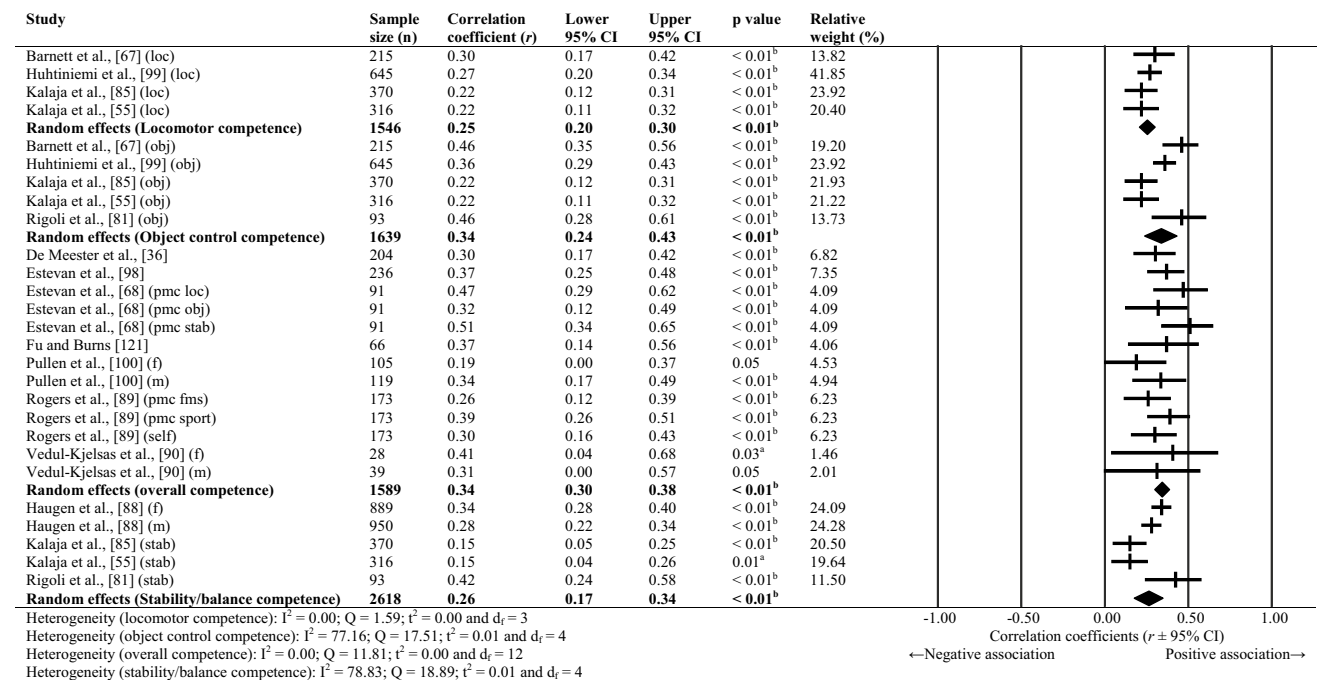 Study Sample size (n) Correlation coefficient (r) Lower 95% CI Upper 95% CI p value Relative weight (%)
Barnett et al., [67] (loc) 215 0.30 0.17 0.42 < 0.01b 13.82
Huhtiniemi et al., [99] (loc) 645 0.27 0.20 0.34 < 0.01b 41.85
Kalaja et al., [85] (loc) 370 0.22 0.12 0.31 < 0.01b 23.92
Kalaja et al., [55] (loc) 316 0.22 0.11 0.32 < 0.01b 20.40
Random effects (Locomotor competence) 1546 0.25 0.20 0.30 < 0.01b
Barnett et al., [67] (obj) 215 0.46 0.35 0.56 < 0.01b 19.20
Huhtiniemi et al., [99] (obj) 645 0.36 0.29 0.43 < 0.01b 23.92
Kalaja et al., [85] (obj) 370 0.22 0.12 0.31 < 0.01b 21.93
Kalaja et al., [55] (obj) 316 0.22 0.11 0.32 < 0.01b 21.22
Rigoli et al., [81] (obj) 93 0.46 0.28 0.61 < 0.01b 13.73
Random effects (Object control competence) 1639 0.34 0.24 0.43 < 0.01b
De Meester et al., [36] 204 0.30 0.17 0.42 < 0.01b 6.82
Estevan et al., [98] 236 0.37 0.25 0.48 < 0.01b 7.35
Estevan et al., [68] (pmc loc) 91 0.47 0.29 0.62 < 0.01b 4.09
Estevan et al., [68] (pmc obj) 91 0.32 0.12 0.49 < 0.01b 4.09
Estevan et al., [68] (pmc stab) 91 0.51 0.34 0.65 < 0.01b 4.09
Fu and Burns [121] 66 0.37 0.14 0.56 < 0.01b 4.06
Pullen et al., [100] (f) 105 0.19 0.00 0.37 0.05 4.53
Pullen et al., [100] (m) 119 0.34 0.17 0.49 < 0.01b 4.94
Rogers et al., [89] (pmc fms) 173 0.26 0.12 0.39 < 0.01b 6.23
Rogers et al., [89] (pmc sport) 173 0.39 0.26 0.51 < 0.01b 6.23
Rogers et al., [89] (self) 173 0.30 0.16 0.43 < 0.01b 6.23
Vedul-Kjelsas et al., [90] (f) 28 0.41 0.04 0.68 0.03a 1.46
Vedul-Kjelsas et al., [90] (m) 39 0.31 0.00 0.57 0.05 2.01
Random effects (overall competence) 1589 0.34 0.30 0.38 < 0.01b
Haugen et al., [88] (f) 889 0.34 0.28 0.40 < 0.01b 24.09
Haugen et al., [88] (m) 950 0.28 0.22 0.34 < 0.01b 24.28
Kalaja et al., [85] (stab) 370 0.15 0.05 0.25 < 0.01b 20.50
Kalaja et al., [55] (stab) 316 0.15 0.04 0.26 0.01a 19.64
Rigoli et al., [81] (stab) 93 0.42 0.24 0.58 < 0.01b 11.50
Random effects (Stability/balance competence) 2618 0.26 0.17 0.34 < 0.01b
Heterogeneity (locomotor competence): I2 = 0.00; Q = 1.59; t2 = 0.00 and df = 3
Heterogeneity (object control competence): I2 = 77.16; Q = 17.51; t2 = 0.01 and df = 4
Heterogeneity (overall competence): I2 = 0.00; Q = 11.81; t2 = 0.00 and df = 12
Heterogeneity (stability/balance competence): I2 = 78.83; Q = 18.89; t2 = 0.01 and df = 4
-1.00 -0.50 0.00 0.50 1.00
Correlation coefficients (r ± 95% CI)
←Negative association Positive association→